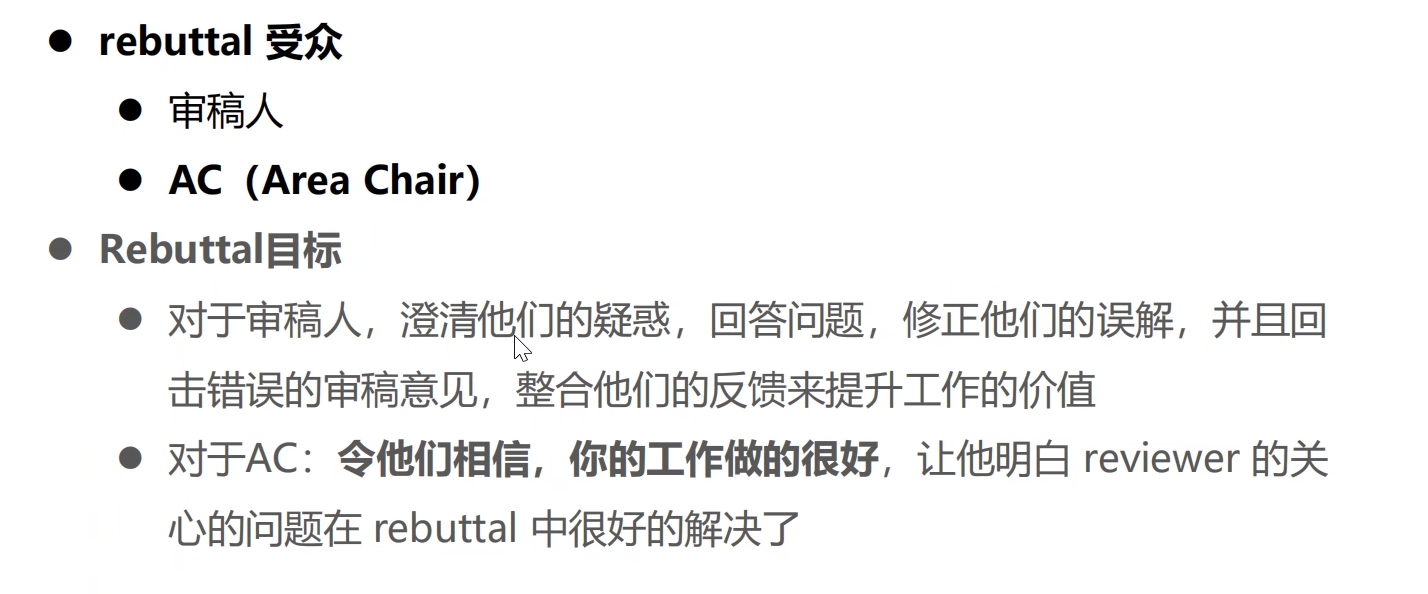 ● rebuttal 受众
● 审稿人
● AC（Area Chair）
● Rebuttal目标
● 对于审稿人，澄清他们的疑惑，回答问题，修正他们的误解，并且回
击错误的审稿意见，整合他们的反馈来提升工作的价值
● 对于AC：令他们相信，你的工作做的很好，让他明白 reviewer 的关
心的问题在 rebuttal 中很好的解决了